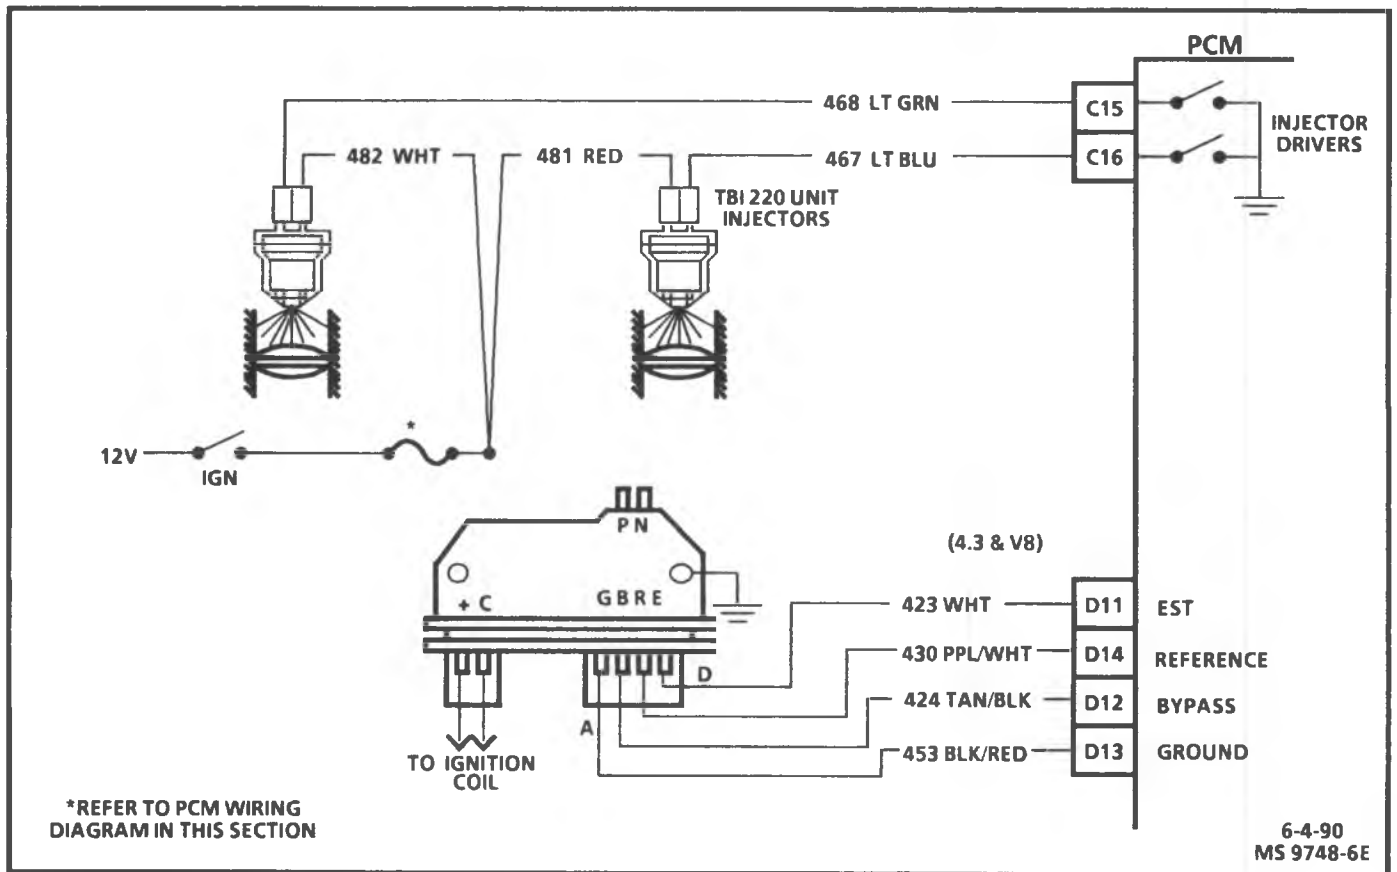 PCM
468 LT GRN
C15
INJECTOR
DRIVERS
482 WHT
481 RED
467 LT BLU
C16
TBI 220 UNIT
INJECTORS
*
12V
IGN
P N
(4.3 & V8)
+ C
G B R E
423 WHT
D11
EST
D
430 PPL/WHT
D14
REFERENCE
424 TAN/BLK
D12
BYPASS
A
453 BLK/RED
D13
GROUND
TO IGNITION
COIL
*REFER TO PCM WIRING
DIAGRAM IN THIS SECTION
6-4-90
MS 9748-6E